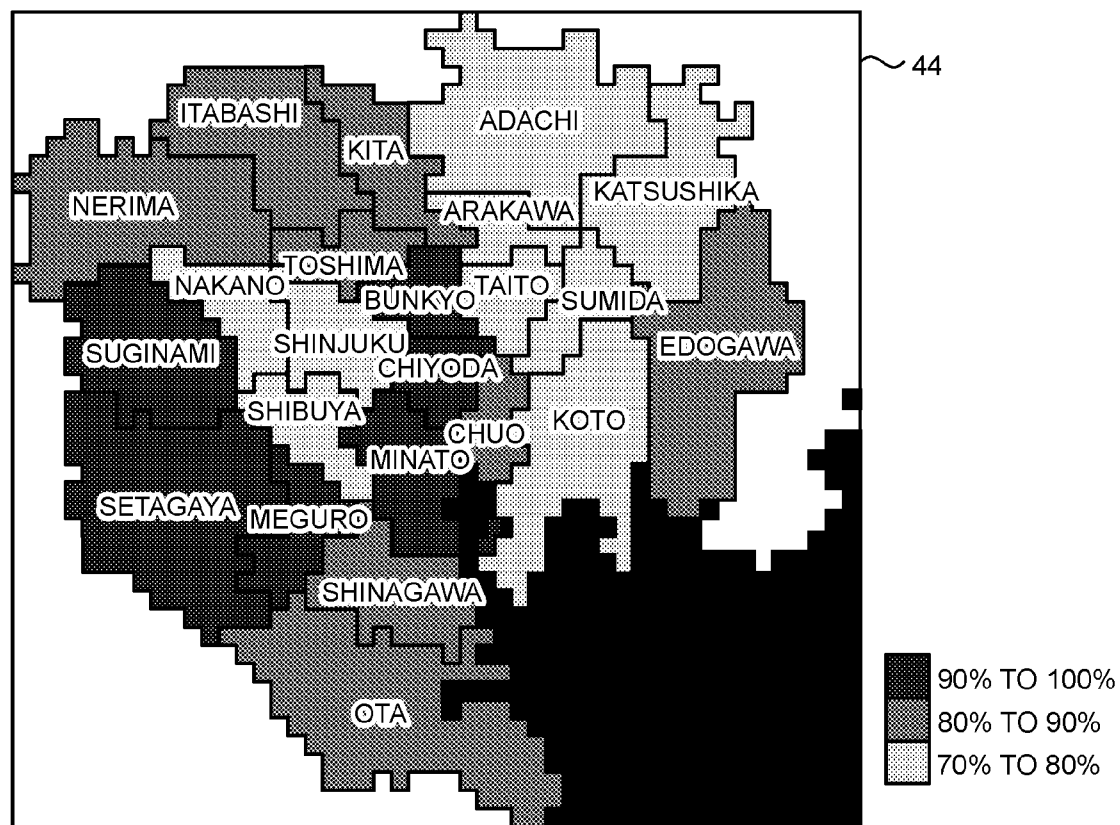 44
ITABASHI
ADACHI
KITA
KATSUSHIKA
NERIMA
ARAKAWA
TOSHIMA
NAKANO
BUNKYO
TAITO
SUMIDA
SUGINAMI
SHINJUKU
EDOGAWA
CHIYODA
SHIBUYA
CHUO
KOTO
MINATO
SETAGAYA
MEGURO
SHINAGAWA
OTA
90% TO 100%
80% TO 90%
70% TO 80%